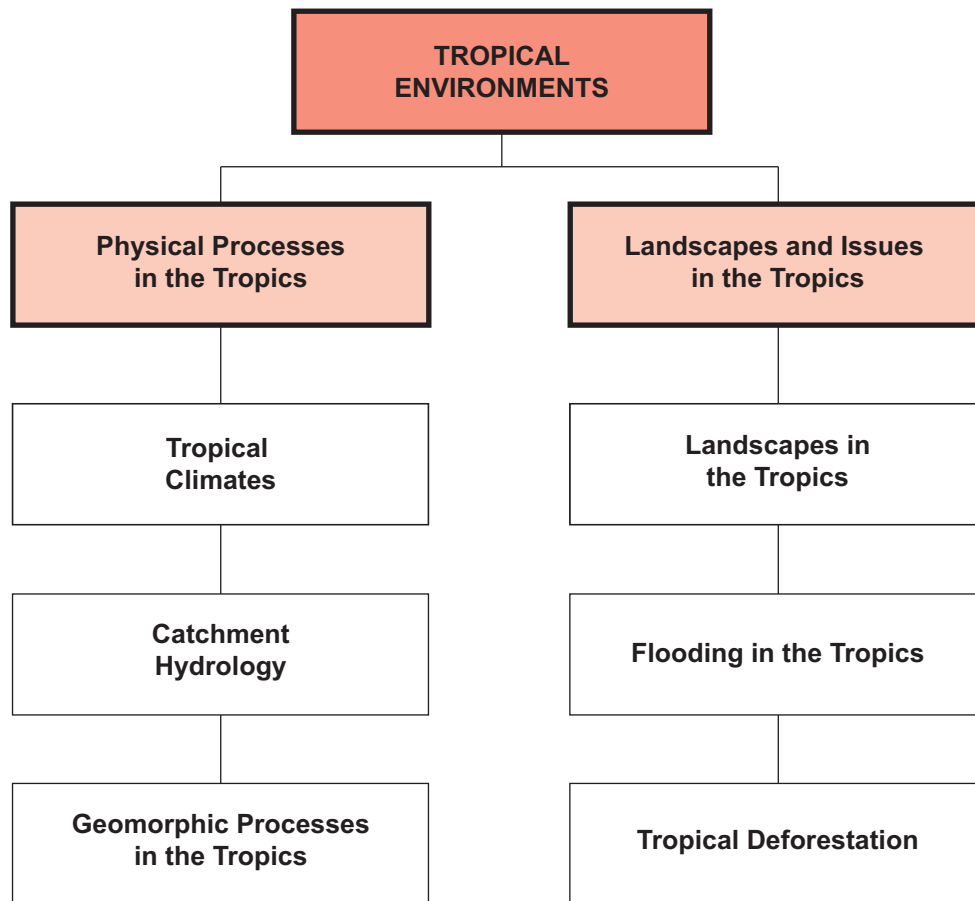 TROPICAL
ENVIRONMENTS
Physical Processes
in the Tropics
Landscapes and Issues
in the Tropics
Tropical
Climates
Landscapes in
the Tropics
Catchment
Hydrology
Flooding in the Tropics
Geomorphic Processes
in the Tropics
Tropical Deforestation